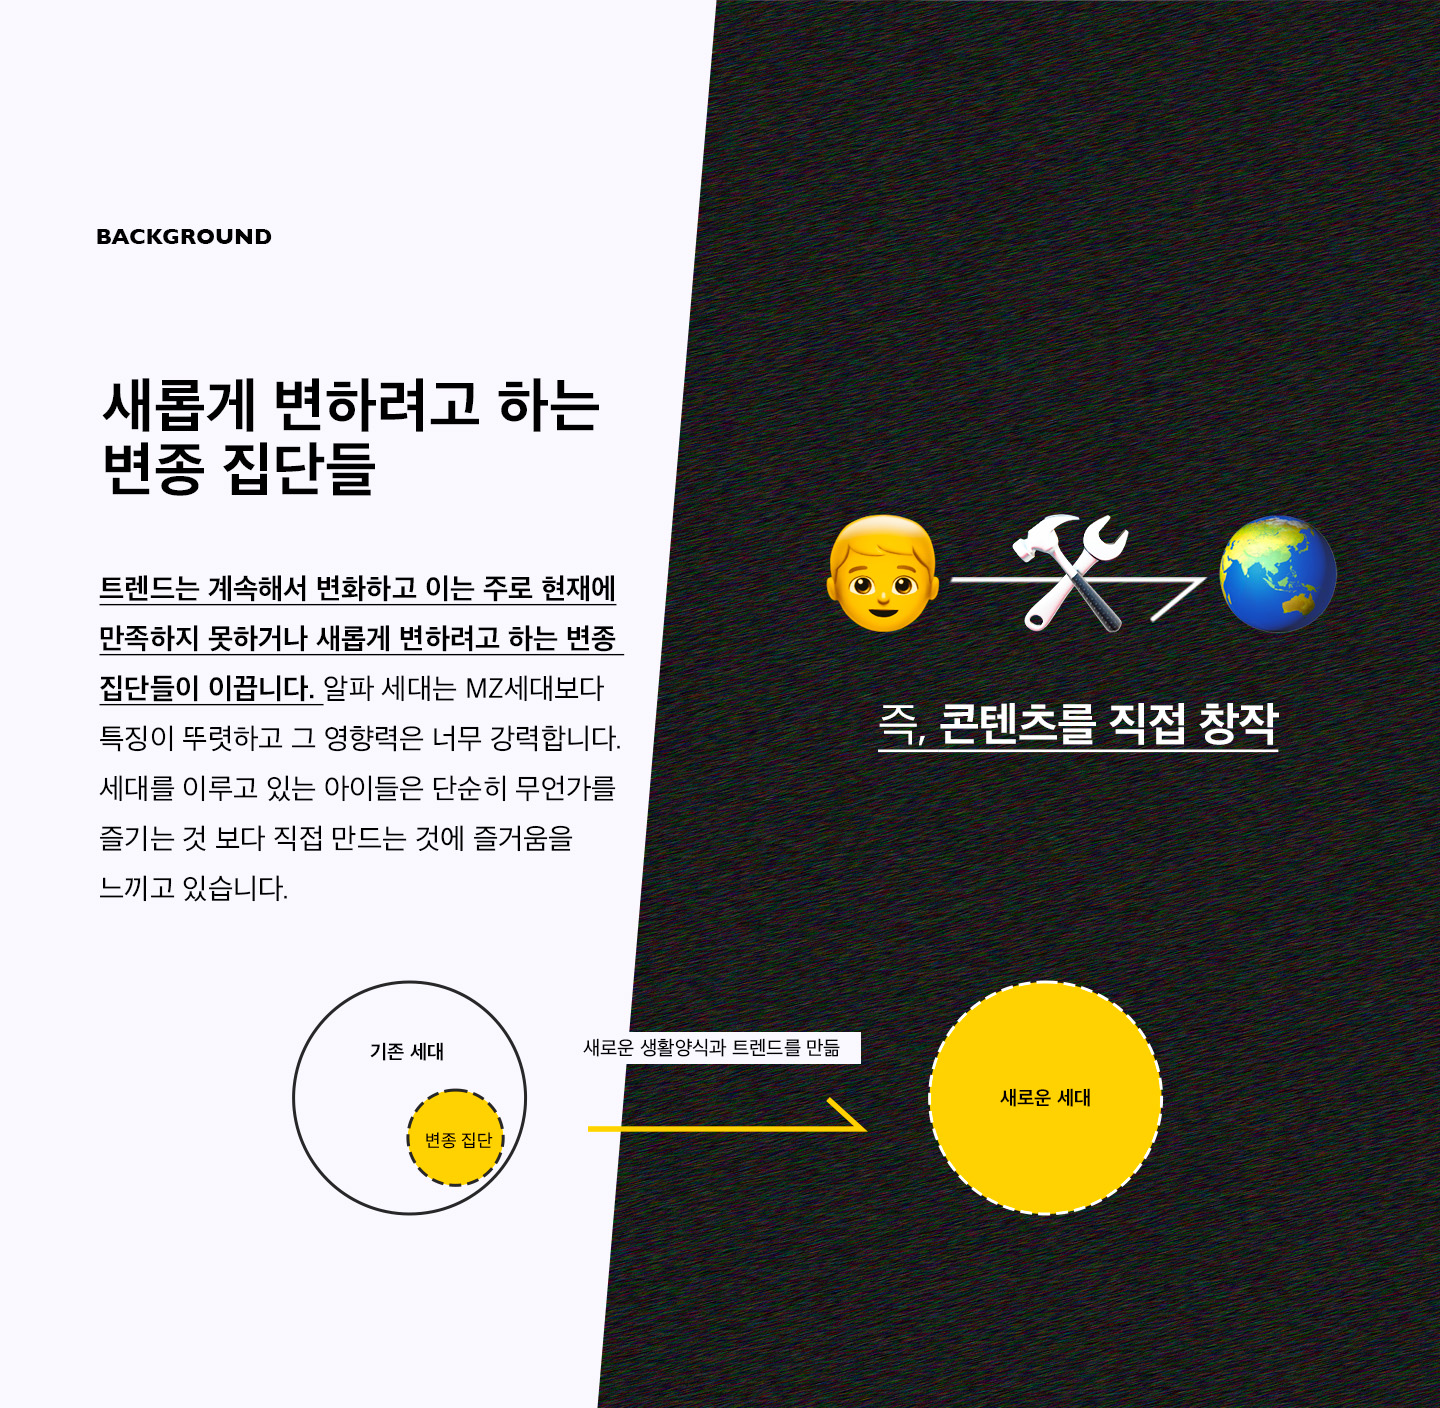 BACKGROUND
새롭게 변하려고 하는
변종 집단들
트렌드는 계속해서 변화하고 이는 주로 현재에
만족하지 못하거나 새롭게 변하려고 하는 변종
집단들이 이끕니다. 알파 세대는 MZ세대보다
특징이 뚜렷하고 그 영향력은 너무 강력합니다.
세대를 이루고 있는 아이들은 단순히 무언가를
즐기는 것 보다 직접 만드는 것에 즐거움을
느끼고 있습니다.
즉, 콘텐츠를 직접 창작
기존 세대
변종 집단
새로운 생활양식과 트렌드를 만듦
새로운 세대